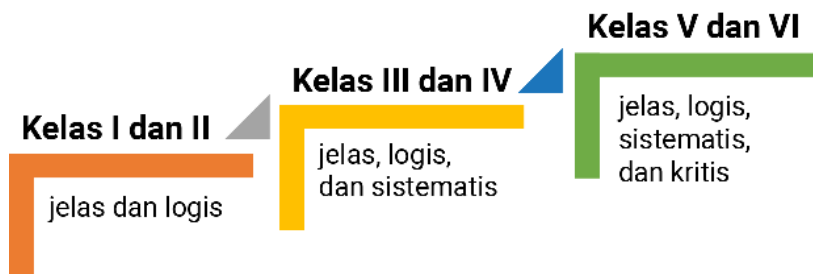 Kelas I dan II
jelas dan logis
Kelas III dan IV
jelas, logis,
dan sistematis
Kelas V dan VI
jelas, logis,
sistematis,
dan kritis